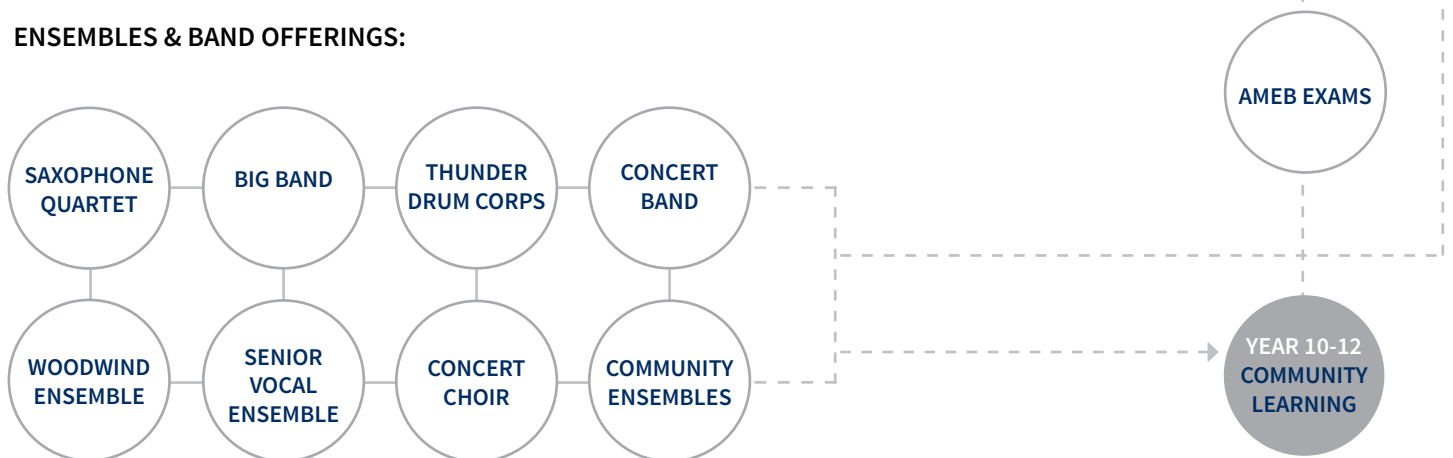 ENSEMBLES & BAND OFFERINGS:
AMEB EXAMS
SAXOPHONE
QUARTET
BIG BAND
THUNDER
DRUM CORPS
CONCERT
BAND
WOODWIND
ENSEMBLE
SENIOR
VOCAL
ENSEMBLE
CONCERT
CHOIR
COMMUNITY
ENSEMBLES
YEAR 10-12
COMMUNITY
LEARNING